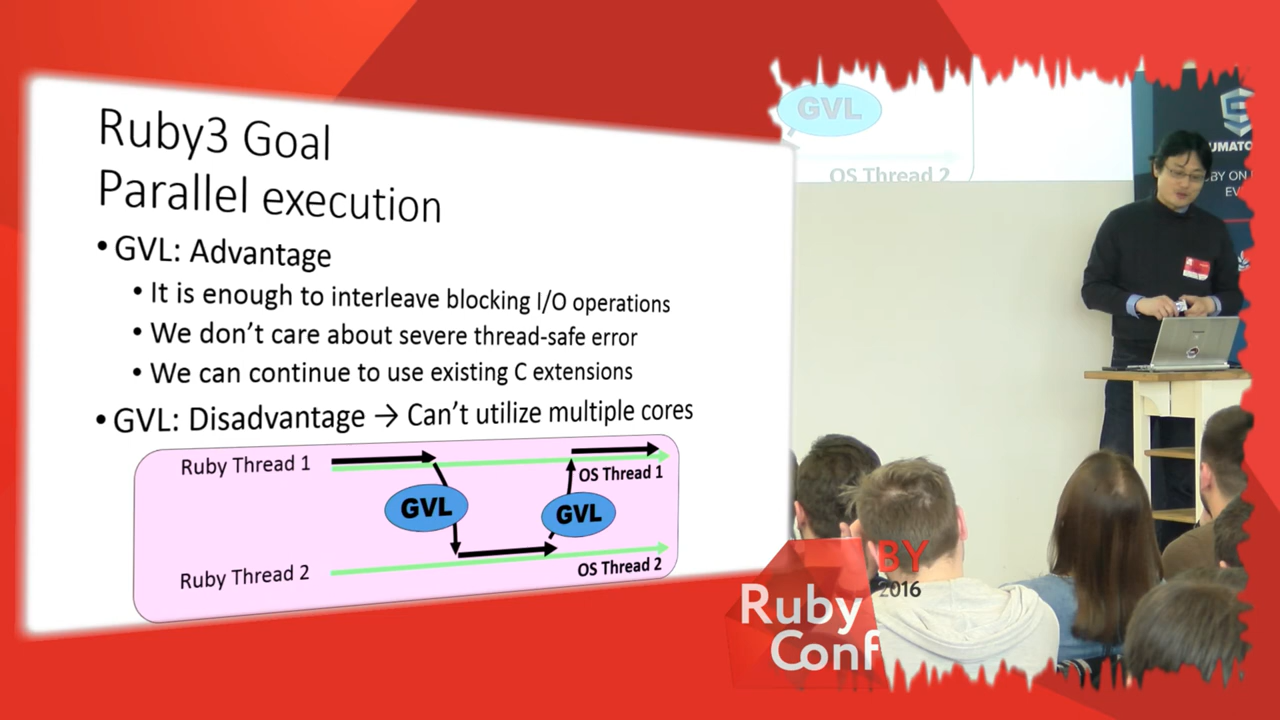 Ruby3 Goal
Parallel execution
• GVL: Advantage
• It is enough to interleave blocking I/O operations
• We don’t care about severe thread-safe error
• We can continue to use existing C extensions
• GVL: Disadvantage → Can’t utilize multiple cores
Ruby Thread 1
OS Thread 1
GVL
GVL
Ruby Thread 2
OS Thread 2
GVL
OS Thread 2
BY ON
BY
2016
Ruby
Conf